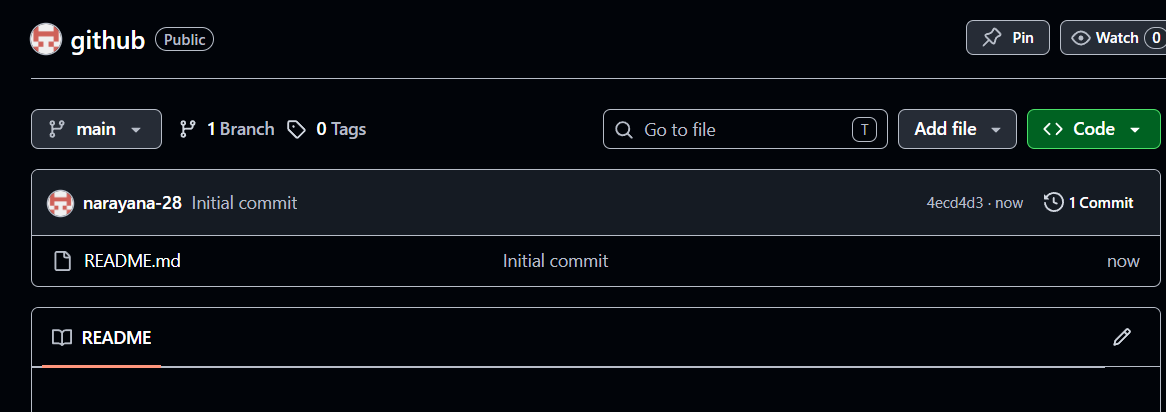 github Public Pin Watch 0
main 1 Branch 0 Tags Go to file T Add file Code
narayana-28 Initial commit 4ecd4d3 · now 1 Commit
README.md Initial commit now
README